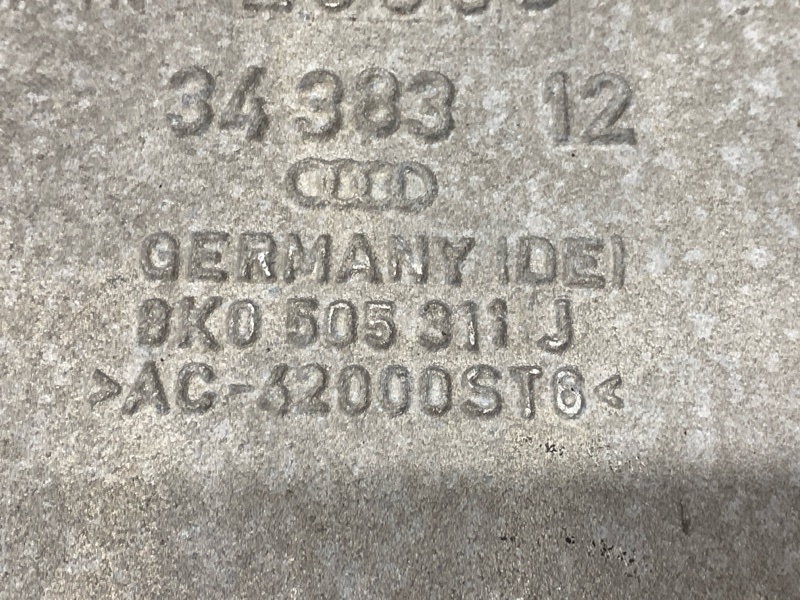 34 383 12
GERMANY (DE)
8K0 505 311 J
>AC-42000ST6<